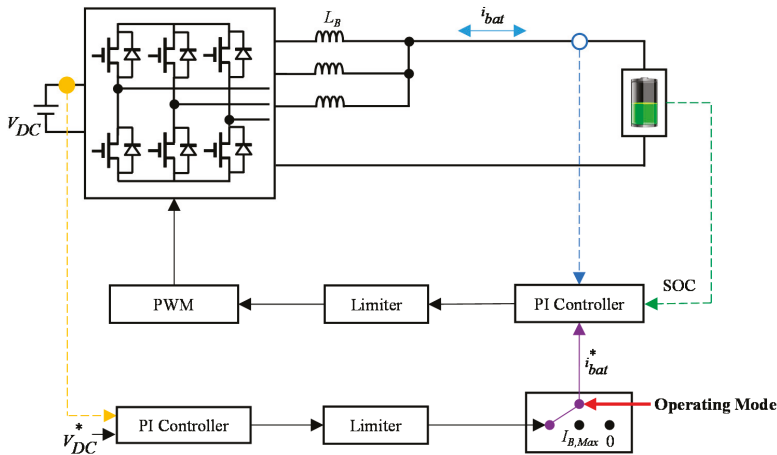 L_B
i_bat
V_DC
SOC
PWM
Limiter
PI Controller
i*_bat
Operating Mode
PI Controller
Limiter
V*_DC
I_B,Max 0